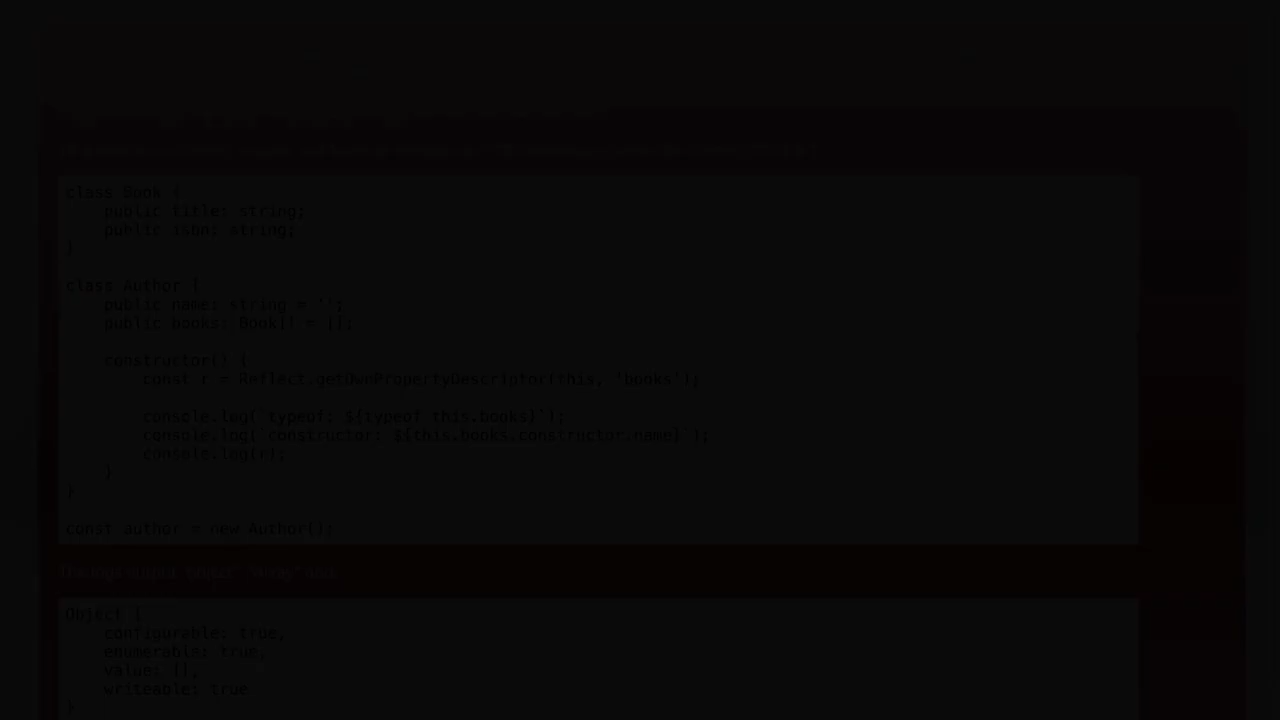 class Book {
    public title: string;
    public isbn: string;
}
class Author {
    public name: string = '';
    public books: Book[] = [];
    constructor() {
        const r = Reflect.getOwnPropertyDescriptor(this, 'books');
        console.log(`typeof: ${typeof this.books}`);
        console.log(`constructor: ${this.books.constructor.name}`);
        console.log(r);
    }
}
const author = new Author();
Object {
    configurable: true,
    enumerable: true,
    value: [],
    writeable: true
}